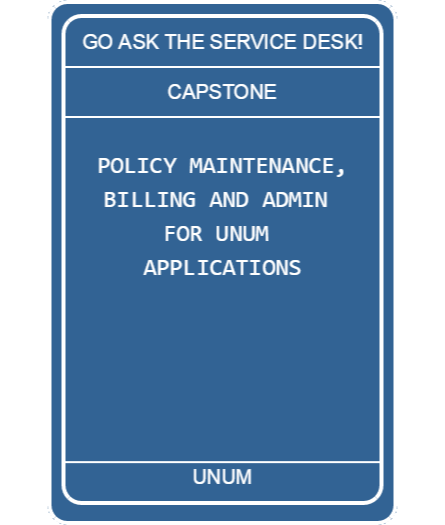 GO ASK THE SERVICE DESK!
CAPSTONE
POLICY MAINTENANCE,
BILLING AND ADMIN
FOR UNUM
APPLICATIONS
UNUM